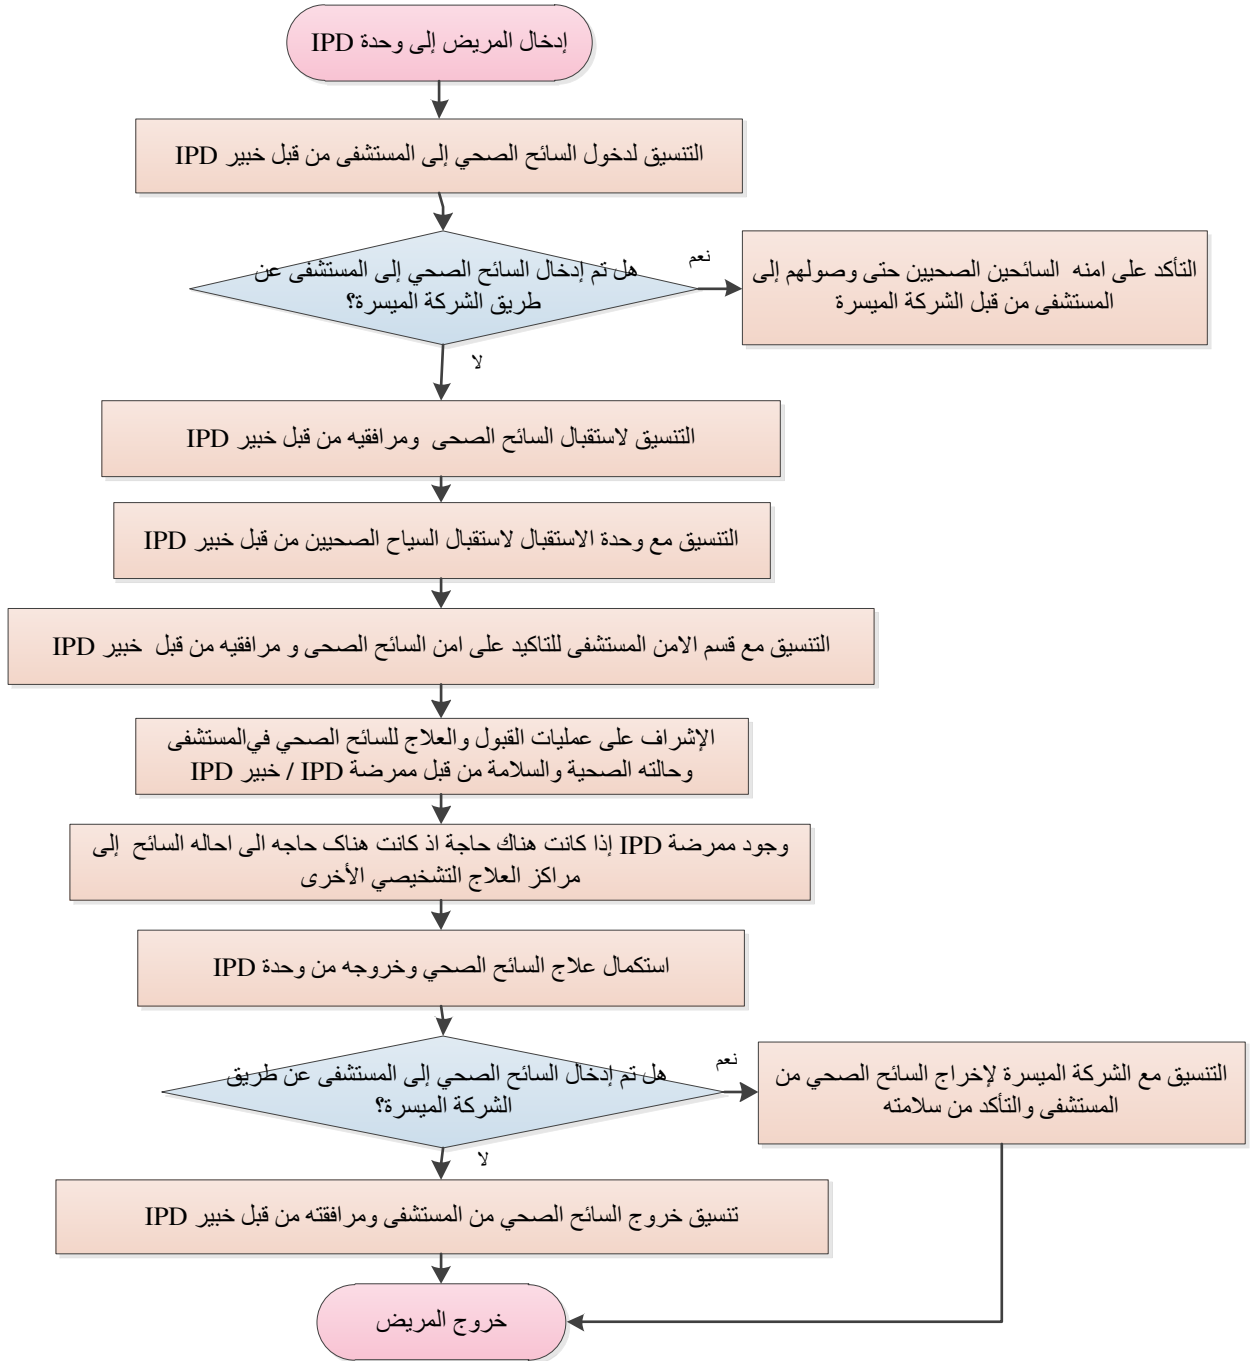 إدخال المريض إلى وحدة IPD
التنسيق لدخول السائح الصحي إلى المستشفى من قبل خبير IPD
هل تم إدخال السائح الصحي إلى المستشفى عن
طريق الشركة الميسرة؟
نعم
التأكد على امنه السائحين الصحيين حتى وصولهم إلى
المستشفى من قبل الشركة الميسرة
لا
التنسيق لاستقبال السائح الصحى ومرافقيه من قبل خبير IPD
التنسيق مع وحدة الاستقبال لاستقبال السياح الصحيين من قبل خبير IPD
التنسيق مع قسم الامن المستشفى للتاكيد على امن السائح الصحى و مرافقيه من قبل خبير IPD
الإشراف على عمليات القبول والعلاج للسائح الصحي في المستشفى
وحالته الصحية والسلامة من قبل ممرضة IPD / خبير IPD
وجود ممرضة IPD إذا كانت هناك حاجة اذ كانت هناک حاجه الى احاله السائح إلى
مراكز العلاج التشخيصي الأخرى
استكمال علاج السائح الصحي وخروجه من وحدة IPD
هل تم إدخال السائح الصحي إلى المستشفى عن طريق
الشركة الميسرة؟
نعم
التنسيق مع الشركة الميسرة لإخراج السائح الصحي من
المستشفى والتأكد من سلامته
لا
تنسيق خروج السائح الصحي من المستشفى ومرافقته من قبل خبير IPD
خروج المريض